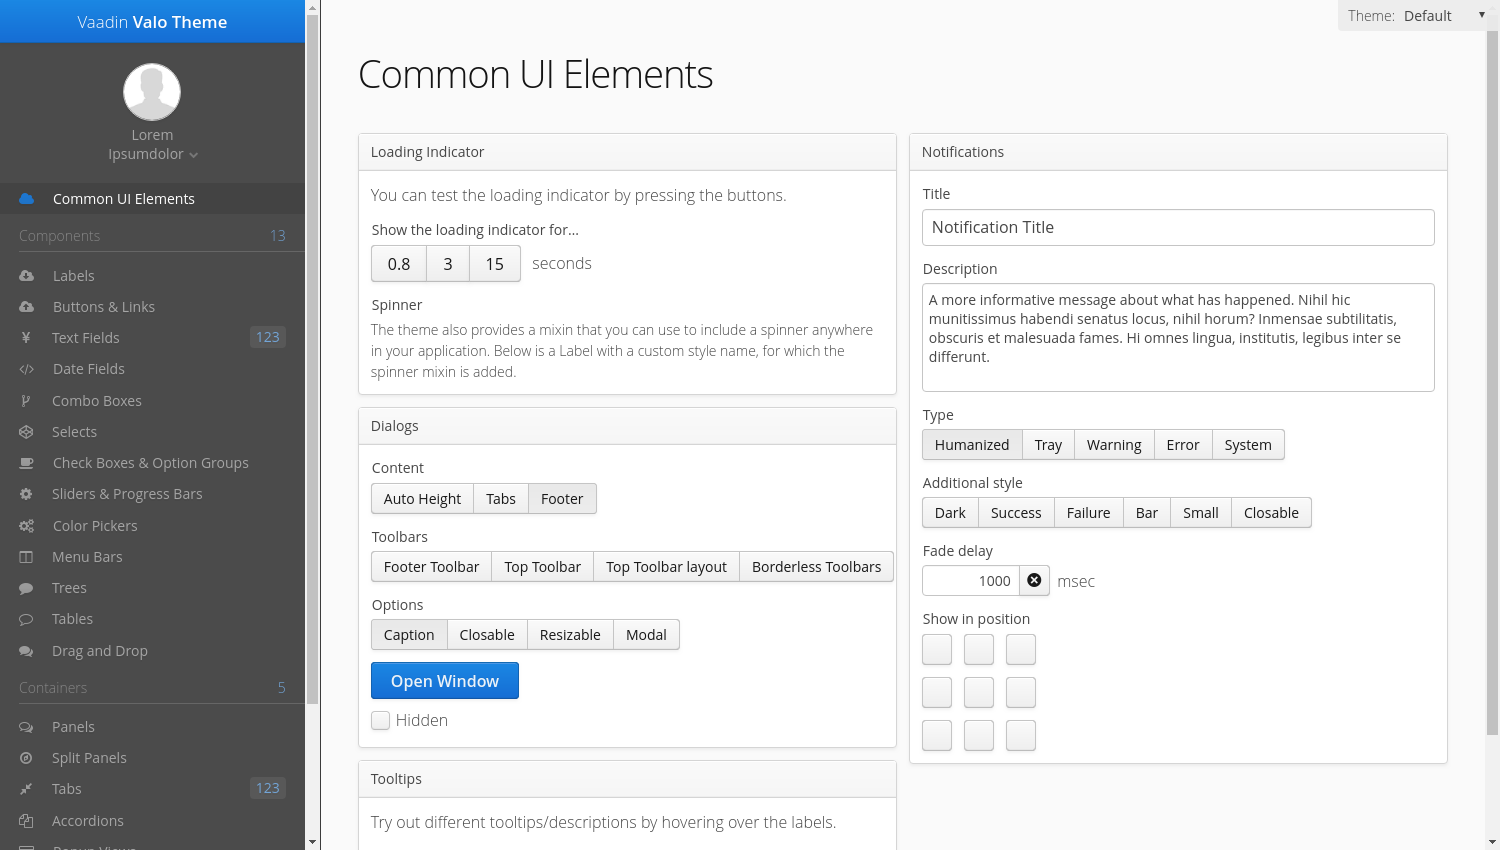 Vaadin Valo Theme
Lorem
Ipsumdolor
Common UI Elements
Components 13
Labels
Buttons & Links
Text Fields 123
Date Fields
Combo Boxes
Selects
Check Boxes & Option Groups
Sliders & Progress Bars
Color Pickers
Menu Bars
Trees
Tables
Drag and Drop
Containers 5
Panels
Split Panels
Tabs 123
Accordions
Popup Views
Theme: Default
Common UI Elements
Loading Indicator
You can test the loading indicator by pressing the buttons.
Show the loading indicator for...
0.8 3 15 seconds
Spinner
The theme also provides a mixin that you can use to include a spinner anywhere
in your application. Below is a Label with a custom style name, for which the
spinner mixin is added.
Dialogs
Content
Auto Height Tabs Footer
Toolbars
Footer Toolbar Top Toolbar Top Toolbar layout Borderless Toolbars
Options
Caption Closable Resizable Modal
Open Window
Hidden
Tooltips
Try out different tooltips/descriptions by hovering over the labels.
Notifications
Title
Notification Title
Description
A more informative message about what has happened. Nihil hic
munitissimus habendi senatus locus, nihil horum? Inmensae subtilitatis,
obscuris et malesuada fames. Hi omnes lingua, institutis, legibus inter se
differunt.
Type
Humanized Tray Warning Error System
Additional style
Dark Success Failure Bar Small Closable
Fade delay
1000 msec
Show in position